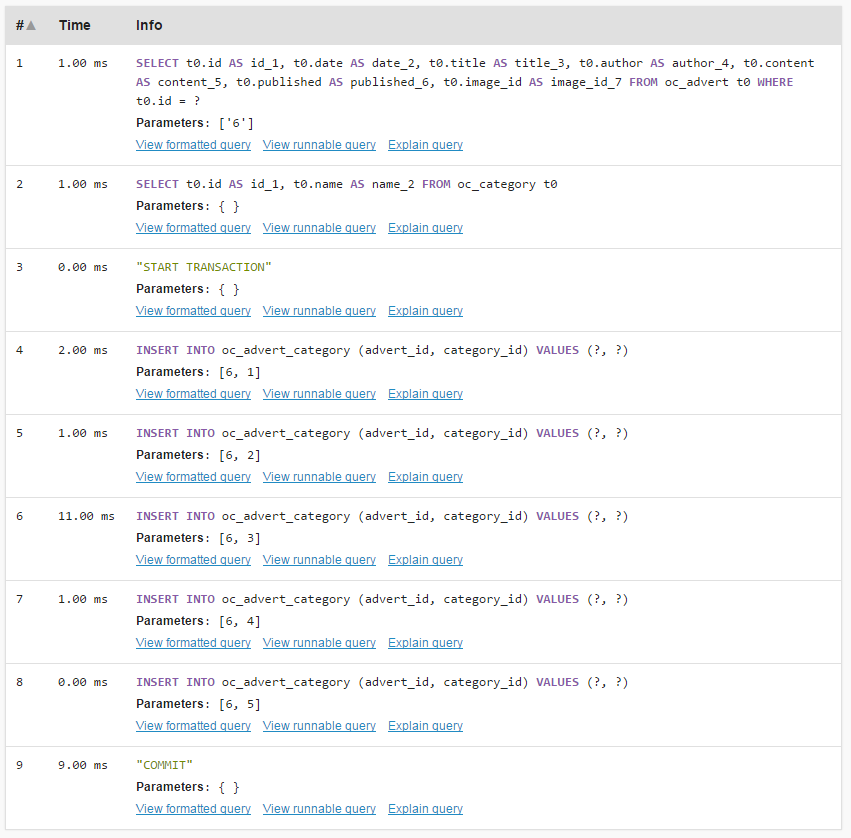 #▲ Time Info
1 1.00 ms SELECT t0.id AS id_1, t0.date AS date_2, t0.title AS title_3, t0.author AS author_4, t0.content
AS content_5, t0.published AS published_6, t0.image_id AS image_id_7 FROM oc_advert t0 WHERE
t0.id = ?
Parameters: ['6']
View formatted query View runnable query Explain query
2 1.00 ms SELECT t0.id AS id_1, t0.name AS name_2 FROM oc_category t0
Parameters: { }
View formatted query View runnable query Explain query
3 0.00 ms "START TRANSACTION"
Parameters: { }
View formatted query View runnable query Explain query
4 2.00 ms INSERT INTO oc_advert_category (advert_id, category_id) VALUES (?, ?)
Parameters: [6, 1]
View formatted query View runnable query Explain query
5 1.00 ms INSERT INTO oc_advert_category (advert_id, category_id) VALUES (?, ?)
Parameters: [6, 2]
View formatted query View runnable query Explain query
6 11.00 ms INSERT INTO oc_advert_category (advert_id, category_id) VALUES (?, ?)
Parameters: [6, 3]
View formatted query View runnable query Explain query
7 1.00 ms INSERT INTO oc_advert_category (advert_id, category_id) VALUES (?, ?)
Parameters: [6, 4]
View formatted query View runnable query Explain query
8 0.00 ms INSERT INTO oc_advert_category (advert_id, category_id) VALUES (?, ?)
Parameters: [6, 5]
View formatted query View runnable query Explain query
9 9.00 ms "COMMIT"
Parameters: { }
View formatted query View runnable query Explain query